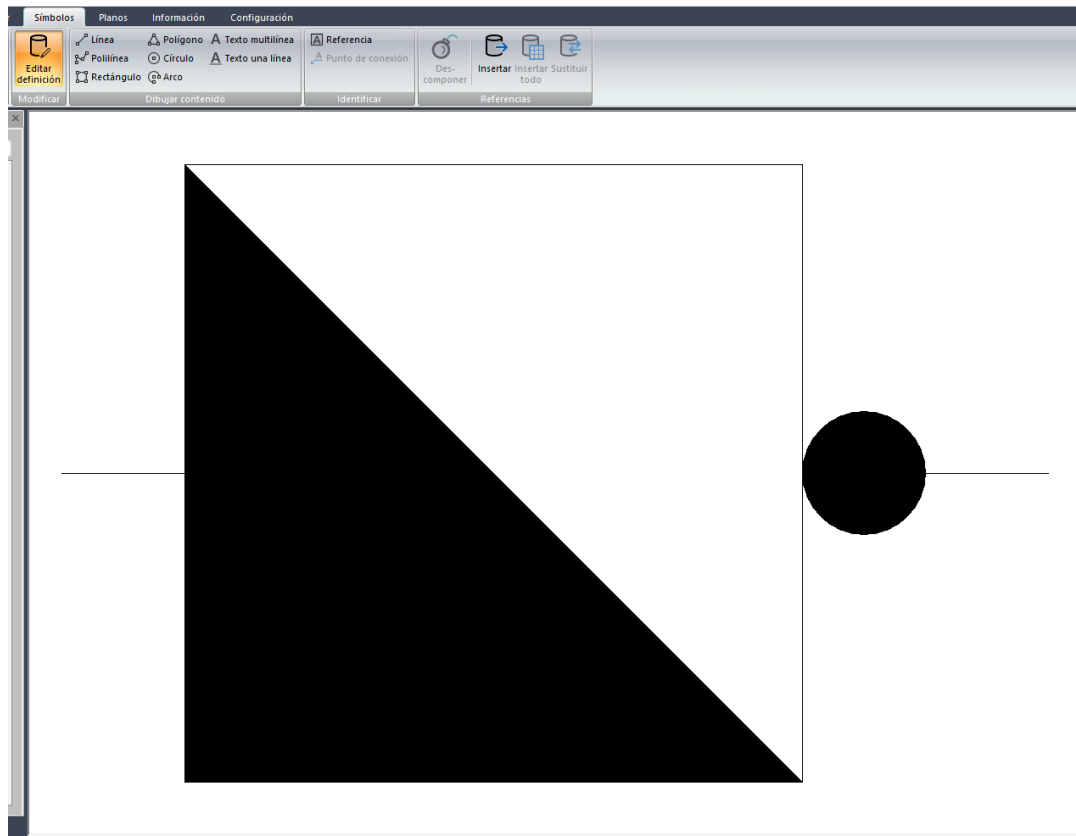 Símbolos Planos Información Configuración
Línea Polígono Texto multilínea Referencia
Polilínea Círculo Texto una línea Punto de conexión
Rectángulo Arco
Editar definición
Des-componer
Insertar Insertar todo Sustituir
Modificar Dibujar contenido Identificar Referencias